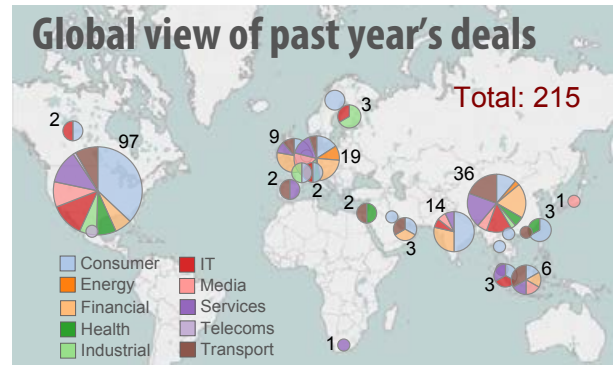 Global view of past year's deals
Total: 215
2
97
9
3
19
2
2
2
3
14
36
1
3
3
6
1
Consumer
Energy
Financial
Health
Industrial
IT
Media
Services
Telecoms
Transport